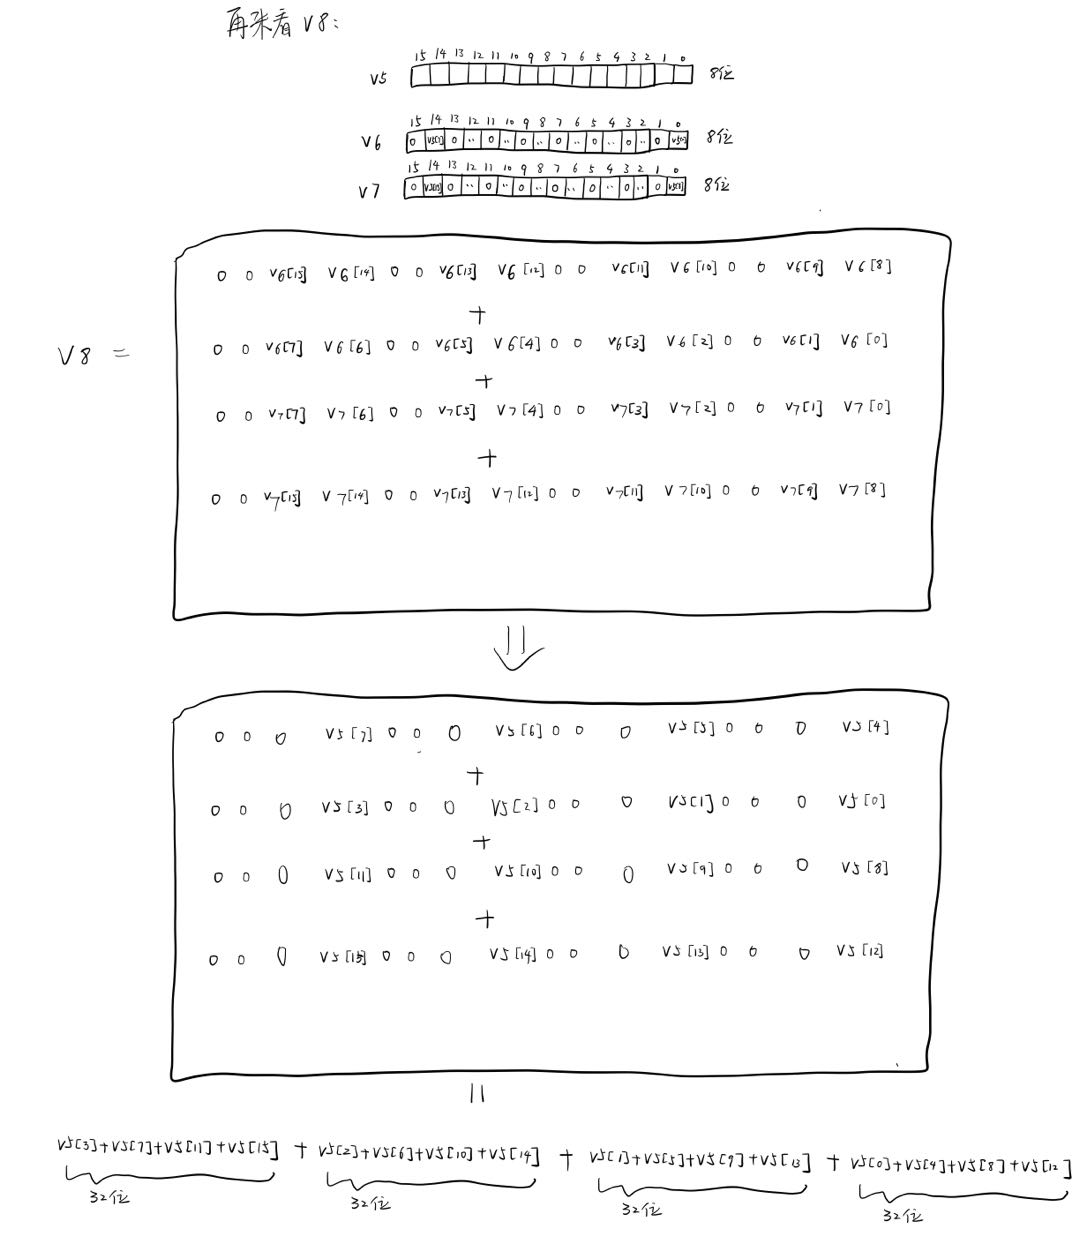 再来看 V8:
15 14 13 12 11 10 9 8 7 6 5 4 3 2 1 0
V5 8位
15 14 13 12 11 10 9 8 7 6 5 4 3 2 1 0
V6 0 0 .. 0 .. 0 .. 0 .. 0 .. 0 .. 0 8位
15 14 13 12 11 10 9 8 7 6 5 4 3 2 1 0
V7 0 0 .. 0 .. 0 .. 0 .. 0 .. 0 .. 0 8位
0 0 V6[15] V6[14] 0 0 V6[13] V6[12] 0 0 V6[11] V6[10] 0 0 V6[9] V6[8]
+
V8 = 0 0 V6[7] V6[6] 0 0 V6[5] V6[4] 0 0 V6[3] V6[2] 0 0 V6[1] V6[0]
+
0 0 V7[7] V7[6] 0 0 V7[5] V7[4] 0 0 V7[3] V7[2] 0 0 V7[1] V7[0]
+
0 0 V7[15] V7[14] 0 0 V7[13] V7[12] 0 0 V7[11] V7[10] 0 0 V7[9] V7[8]
0 0 0 V5[7] 0 0 0 V5[6] 0 0 0 V5[5] 0 0 0 V5[4]
+
0 0 0 V5[3] 0 0 0 V5[2] 0 0 0 V5[1] 0 0 0 V5[0]
+
0 0 0 V5[11] 0 0 0 V5[10] 0 0 0 V5[9] 0 0 0 V5[8]
+
0 0 0 V5[15] 0 0 0 V5[14] 0 0 0 V5[13] 0 0 0 V5[12]
=
V5[3]+V5[7]+V5[11]+V5[15] + V5[2]+V5[6]+V5[10]+V5[14] + V5[1]+V5[5]+V5[9]+V5[13] + V5[0]+V5[4]+V5[8]+V5[12]
32位 32位 32位 32位